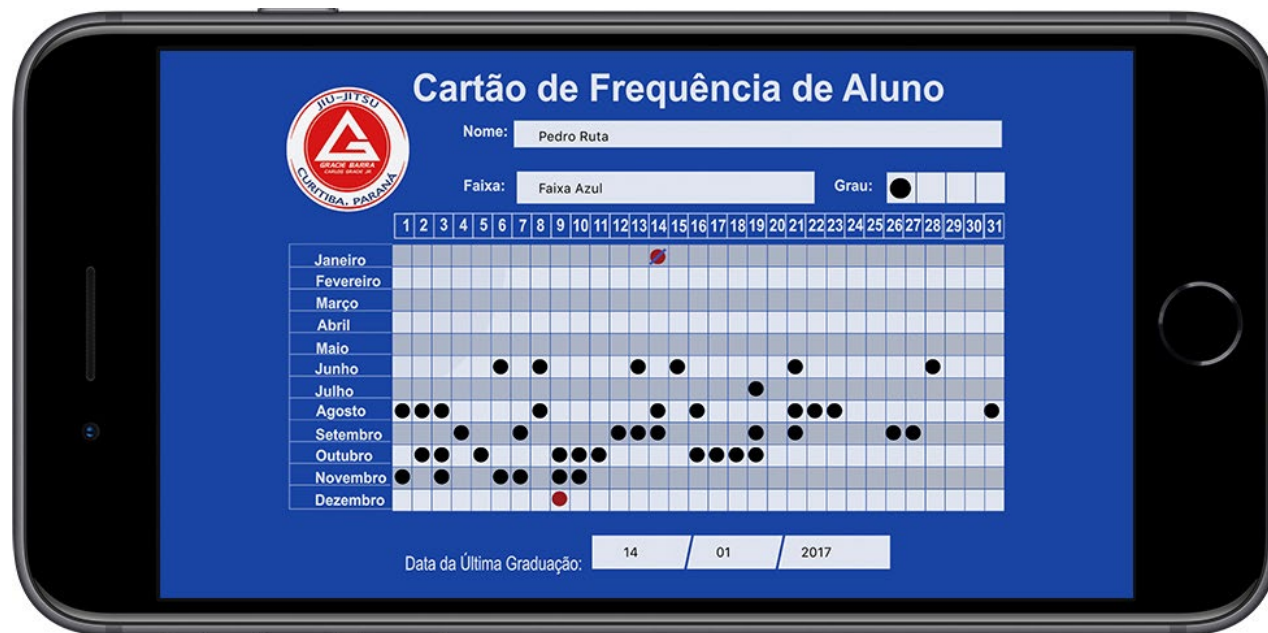 Cartão de Frequência de Aluno
JIU-JITSU
GRACIE BARRA
CARLOS GRACIE JR.
CURITIBA, PARANÁ
Nome: Pedro Ruta
Faixa: Faixa Azul Grau:
1 2 3 4 5 6 7 8 9 10 11 12 13 14 15 16 17 18 19 20 21 22 23 24 25 26 27 28 29 30 31
Janeiro
Fevereiro
Março
Abril
Maio
Junho
Julho
Agosto
Setembro
Outubro
Novembro
Dezembro
Data da Última Graduação: 14 / 01 / 2017